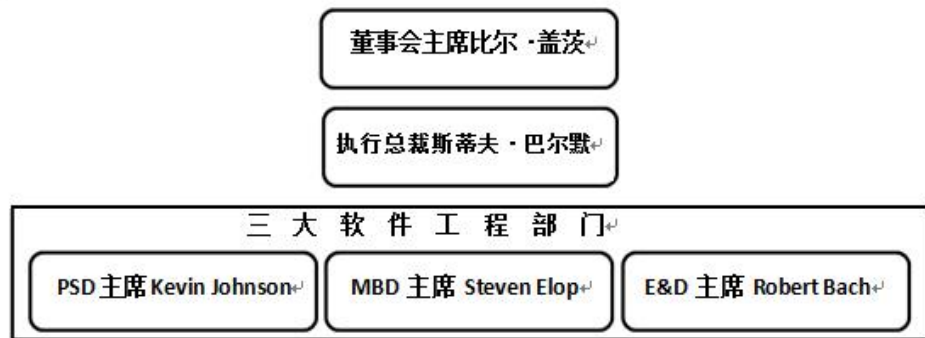 董事会主席比尔 ·盖茨↵
执行总裁斯蒂夫 · 巴尔默↵
三 大 软 件 工 程 部 门↵
PSD 主席 Kevin Johnson↵
MBD 主席 Steven Elop↵
E&D 主席 Robert Bach↵